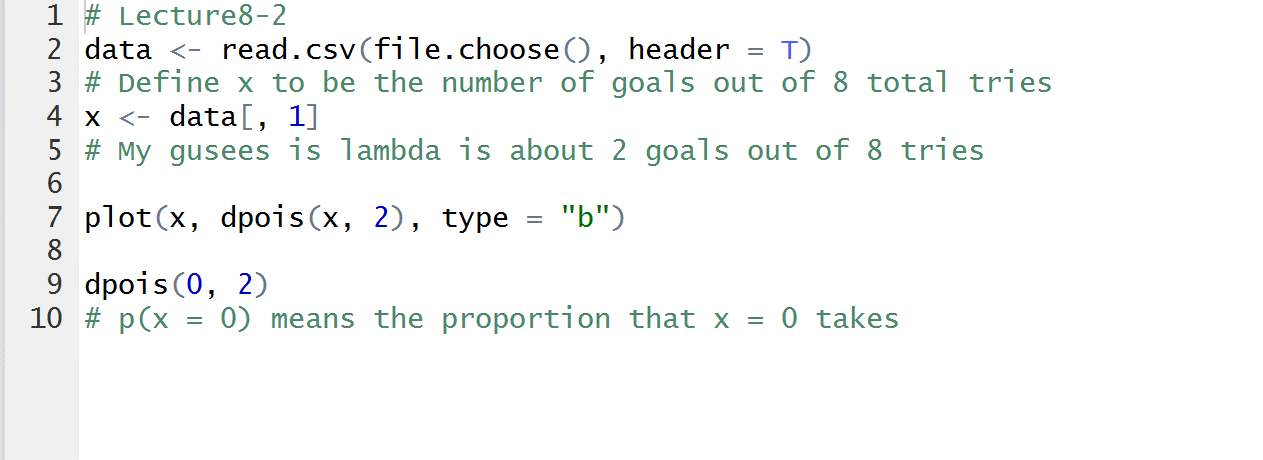 1 # Lecture8-2
2 data <- read.csv(file.choose(), header = T)
3 # Define x to be the number of goals out of 8 total tries
4 x <- data[, 1]
5 # My gusees is lambda is about 2 goals out of 8 tries
6
7 plot(x, dpois(x, 2), type = "b")
8
9 dpois(0, 2)
10 # p(x = 0) means the proportion that x = 0 takes